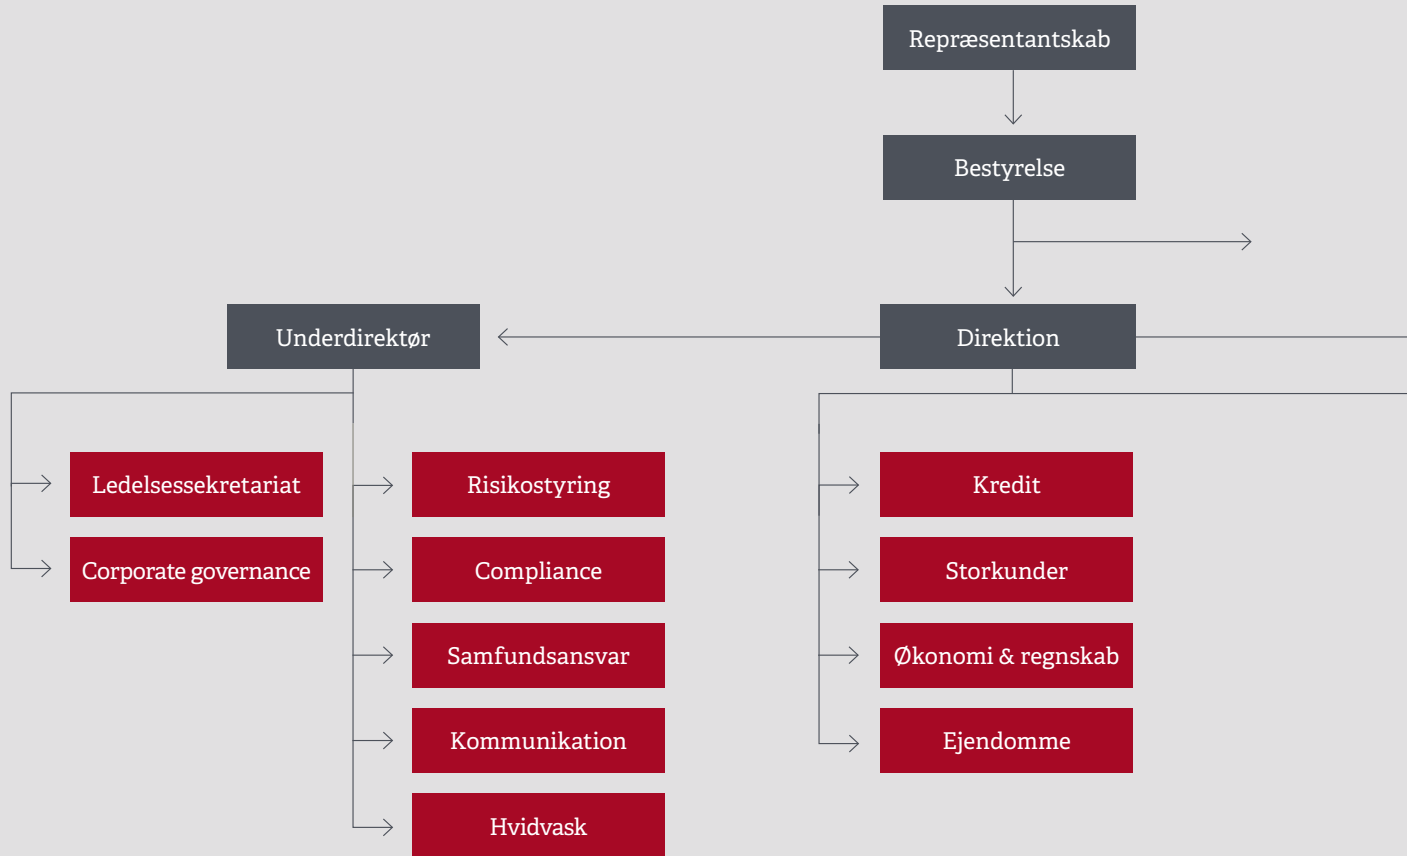 Repræsentantskab
Bestyrelse
Underdirektør
Direktion
Ledelsessekretariat
Corporate governance
Risikostyring
Compliance
Samfundsansvar
Kommunikation
Hvidvask
Kredit
Storkunder
Økonomi & regnskab
Ejendomme